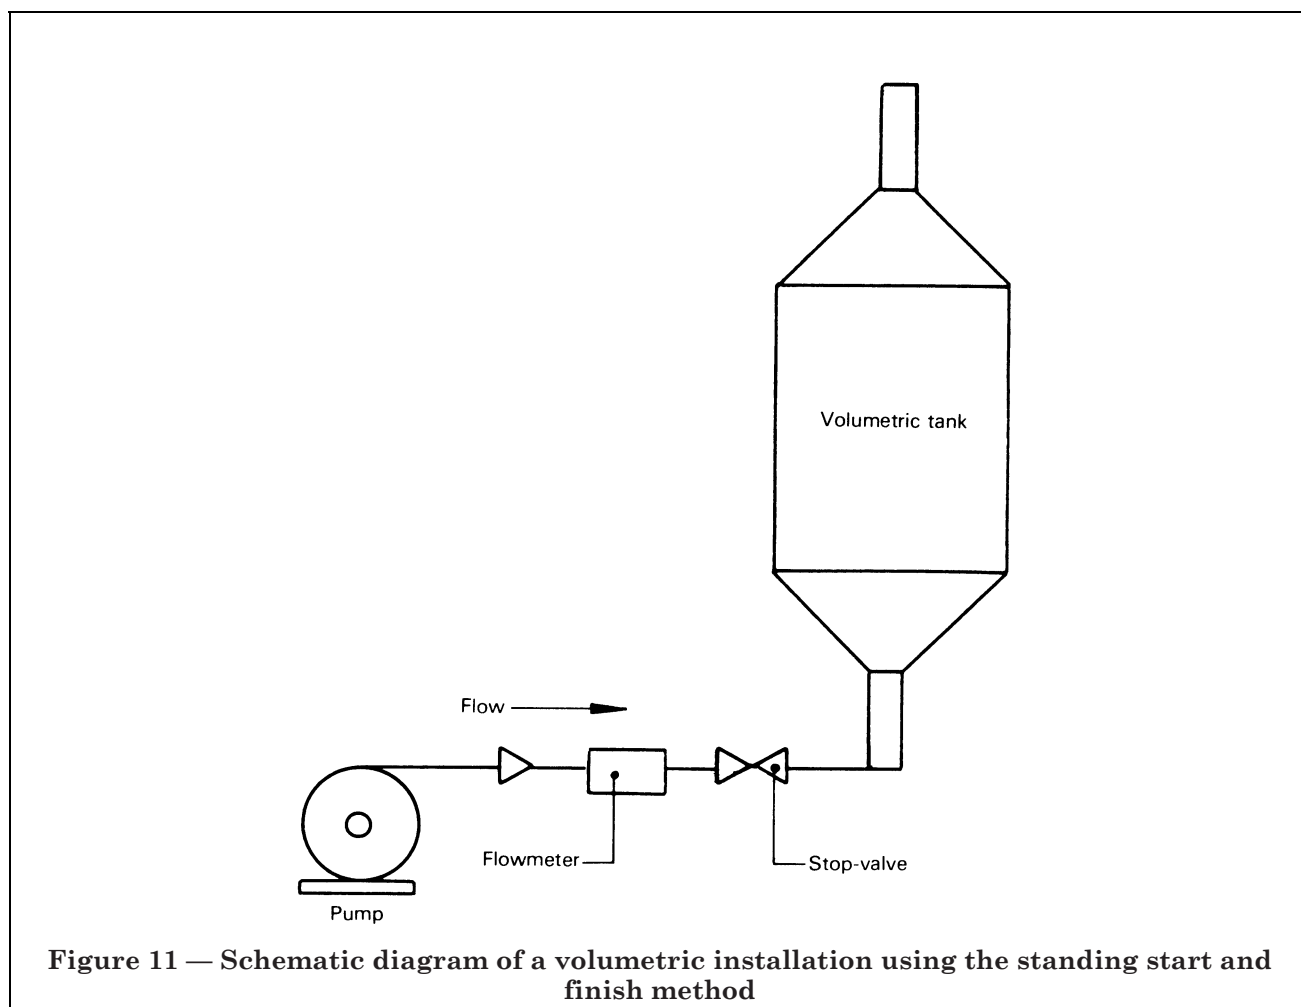 Volumetric tank
Flow
Flowmeter
Stop-valve
Pump
Figure 11 — Schematic diagram of a volumetric installation using the standing start and
finish method